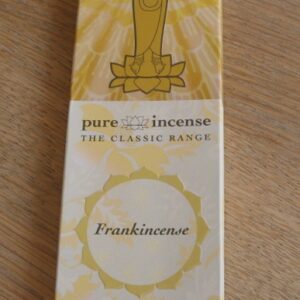 pure incense
THE CLASSIC RANGE
Frankincense